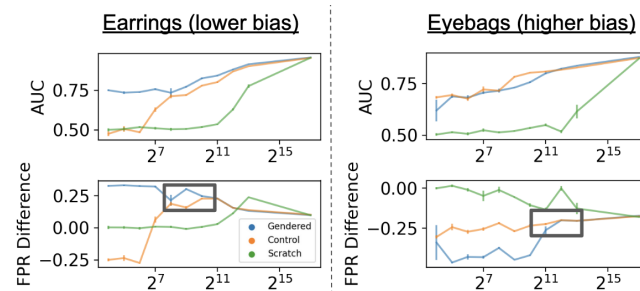 Earrings (lower bias)
Eyebags (higher bias)
AUC
0.75
0.50
2^7
2^11
2^15
AUC
0.75
0.50
2^7
2^11
2^15
FPR Difference
0.25
0.00
−0.25
2^7
2^11
2^15
Gendered
Control
Scratch
FPR Difference
0.00
−0.25
2^7
2^11
2^15